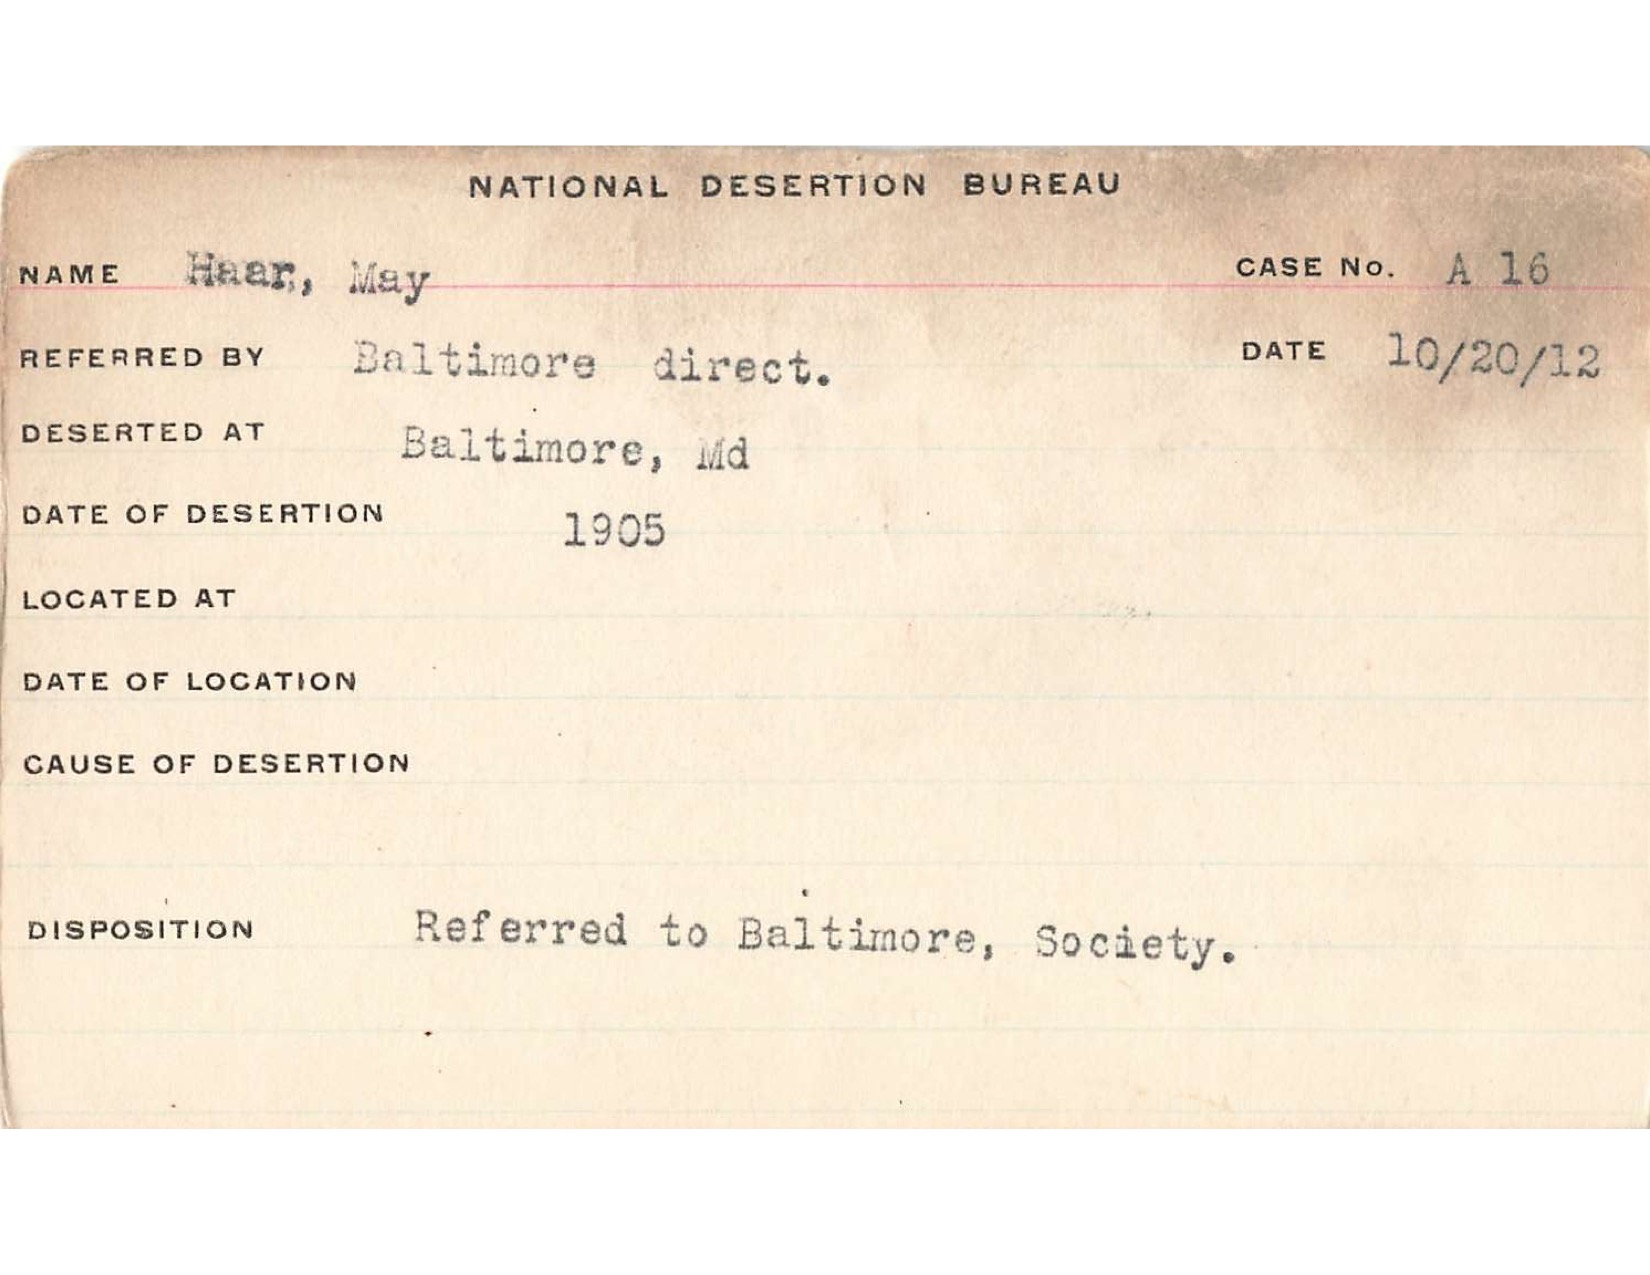 NATIONAL DESERTION BUREAU
NAME Haar, May CASE No. A 16
REFERRED BY Baltimore direct. DATE 10/20/12
DESERTED AT Baltimore, Md
DATE OF DESERTION 1905
LOCATED AT
DATE OF LOCATION
CAUSE OF DESERTION
DISPOSITION Referred to Baltimore, Society.